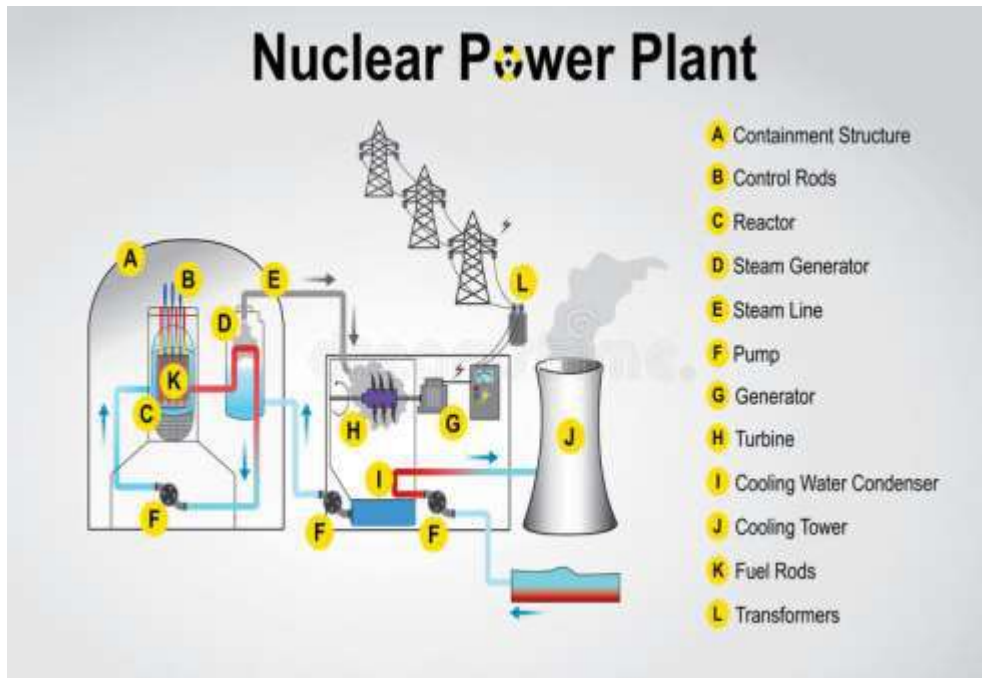 Nuclear Power Plant
A Containment Structure
B Control Rods
C Reactor
D Steam Generator
E Steam Line
F Pump
G Generator
H Turbine
I Cooling Water Condenser
J Cooling Tower
K Fuel Rods
L Transformers
A
B
E
D
L
K
C
H
G
J
I
F
F
F